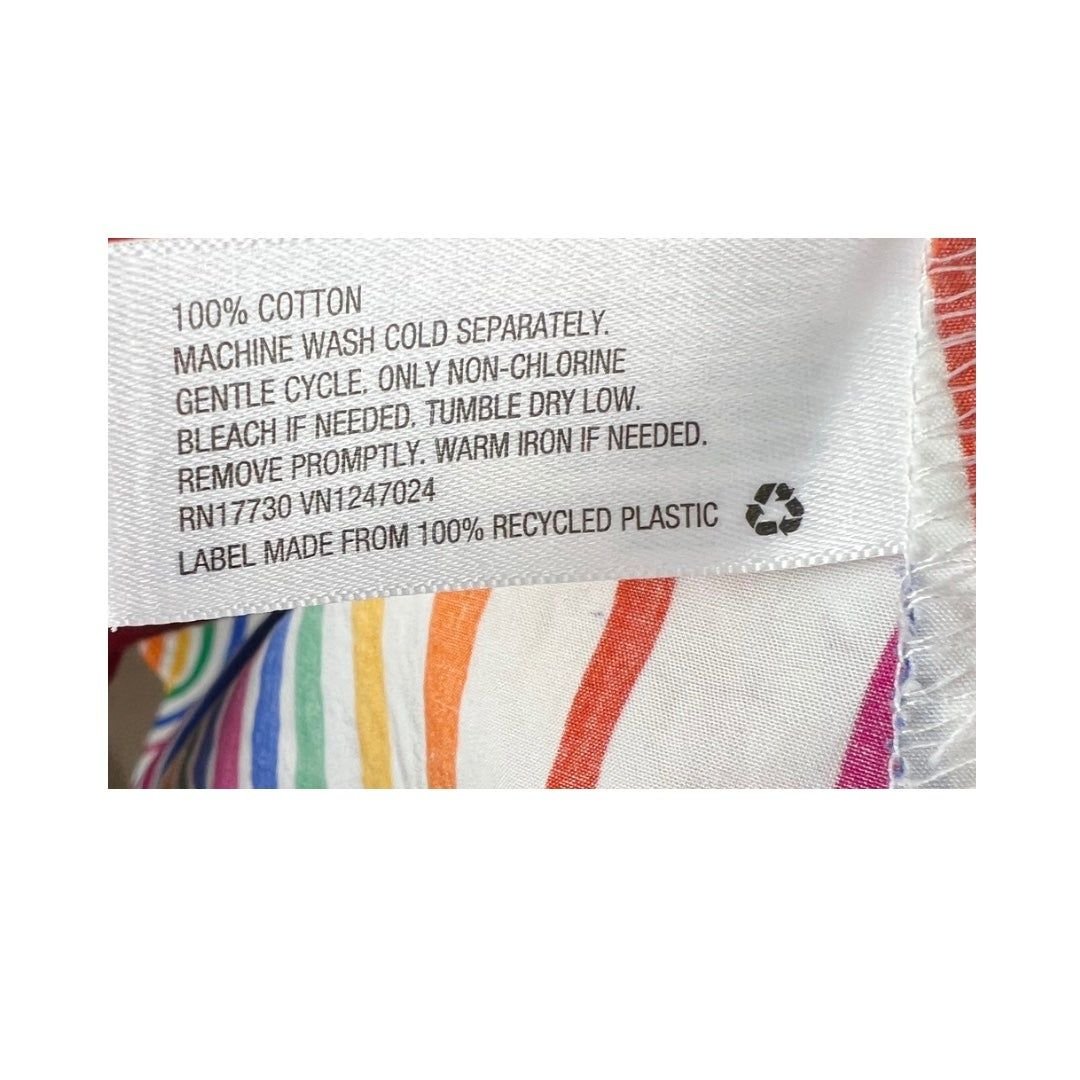 100% COTTON
MACHINE WASH COLD SEPARATELY.
GENTLE CYCLE. ONLY NON-CHLORINE
BLEACH IF NEEDED. TUMBLE DRY LOW.
REMOVE PROMPTLY. WARM IRON IF NEEDED.
RN17730 VN1247024
LABEL MADE FROM 100% RECYCLED PLASTIC